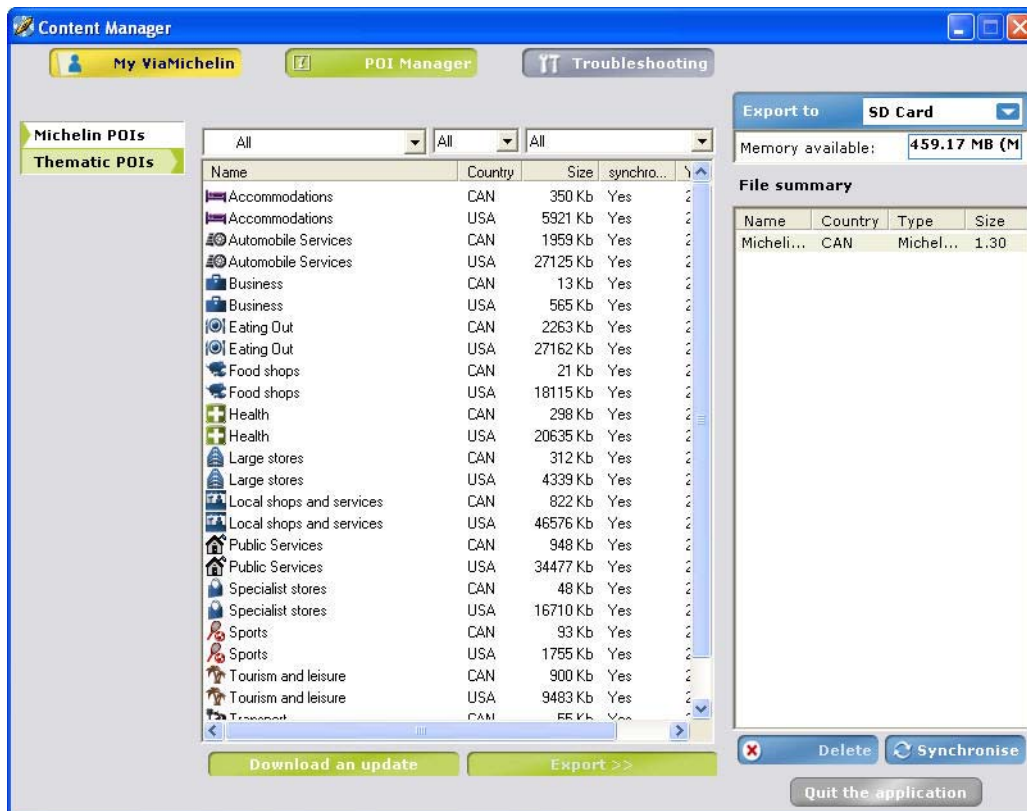 Content Manager
My ViaMichelin
POI Manager
Troubleshooting
Michelin POIs
Thematic POIs
All All All
Name Country Size synchro...
Accommodations CAN 350 Kb Yes
Accommodations USA 5921 Kb Yes
Automobile Services CAN 1959 Kb Yes
Automobile Services USA 27125 Kb Yes
Business CAN 13 Kb Yes
Business USA 565 Kb Yes
Eating Out CAN 2263 Kb Yes
Eating Out USA 27162 Kb Yes
Food shops CAN 21 Kb Yes
Food shops USA 18115 Kb Yes
Health CAN 298 Kb Yes
Health USA 20635 Kb Yes
Large stores CAN 312 Kb Yes
Large stores USA 4339 Kb Yes
Local shops and services CAN 822 Kb Yes
Local shops and services USA 46576 Kb Yes
Public Services CAN 948 Kb Yes
Public Services USA 34477 Kb Yes
Specialist stores CAN 48 Kb Yes
Specialist stores USA 16710 Kb Yes
Sports CAN 93 Kb Yes
Sports USA 1755 Kb Yes
Tourism and leisure CAN 900 Kb Yes
Tourism and leisure USA 9483 Kb Yes
Transport CAN 55 Kb Yes
Download an update
Export >>
Export to SD Card
Memory available: 459.17 MB (M
File summary
Name Country Type Size
Micheli... CAN Michel... 1.30
Delete
Synchronise
Quit the application